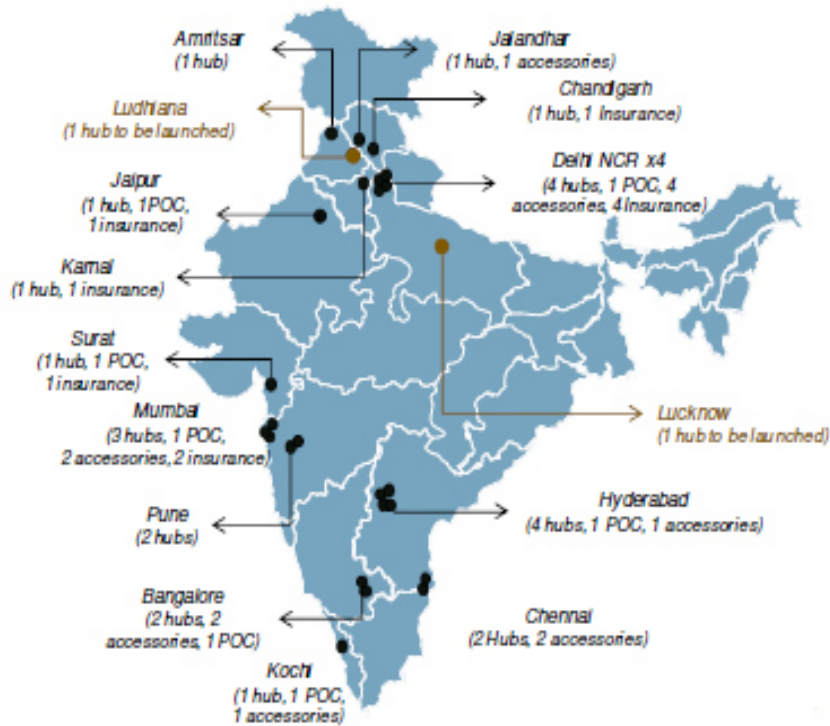 Amritsar
(1 hub)
Jalandhar
(1 hub, 1 accessories)
Chandigarh
(1 hub, 1 Insurance)
Ludhiana
(1 hub to be launched)
Delhi NCR x4
(4 hubs, 1 POC, 4
accessories, 4 Insurance)
Jaipur
(1 hub, 1 POC,
1 insurance)
Karnal
(1 hub, 1 insurance)
Surat
(1 hub, 1 POC,
1 insurance)
Mumbai
(3 hubs, 1 POC,
2 accessories, 2 insurance)
Lucknow
(1 hub to be launched)
Pune
(2 hubs)
Hyderabad
(4 hubs, 1 POC, 1 accessories)
Bangalore
(2 hubs, 2
accessories, 1 POC)
Chennai
(2 Hubs, 2 accessories)
Kochi
(1 hub, 1 POC,
1 accessories)